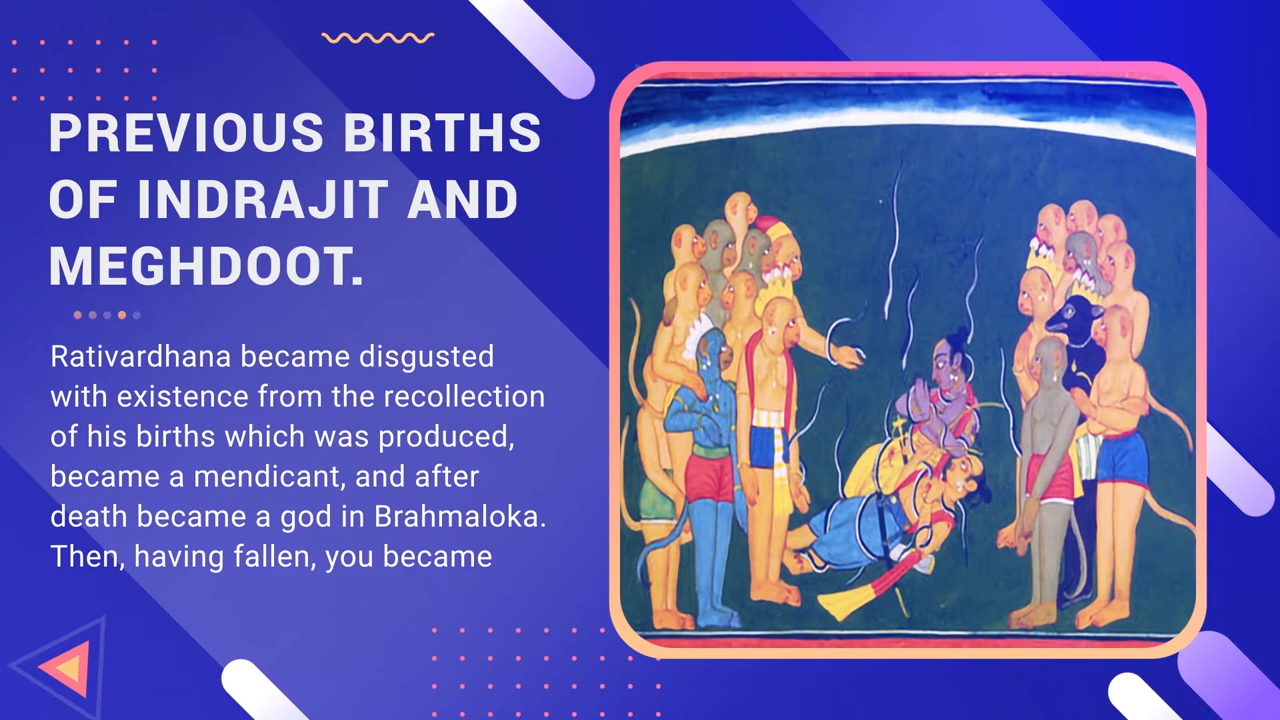 PREVIOUS BIRTHS
OF INDRAJIT AND
MEGHDOOT.
Rativardhana became disgusted
with existence from the recollection
of his births which was produced,
became a mendicant, and after
death became a god in Brahmaloka.
Then, having fallen, you became